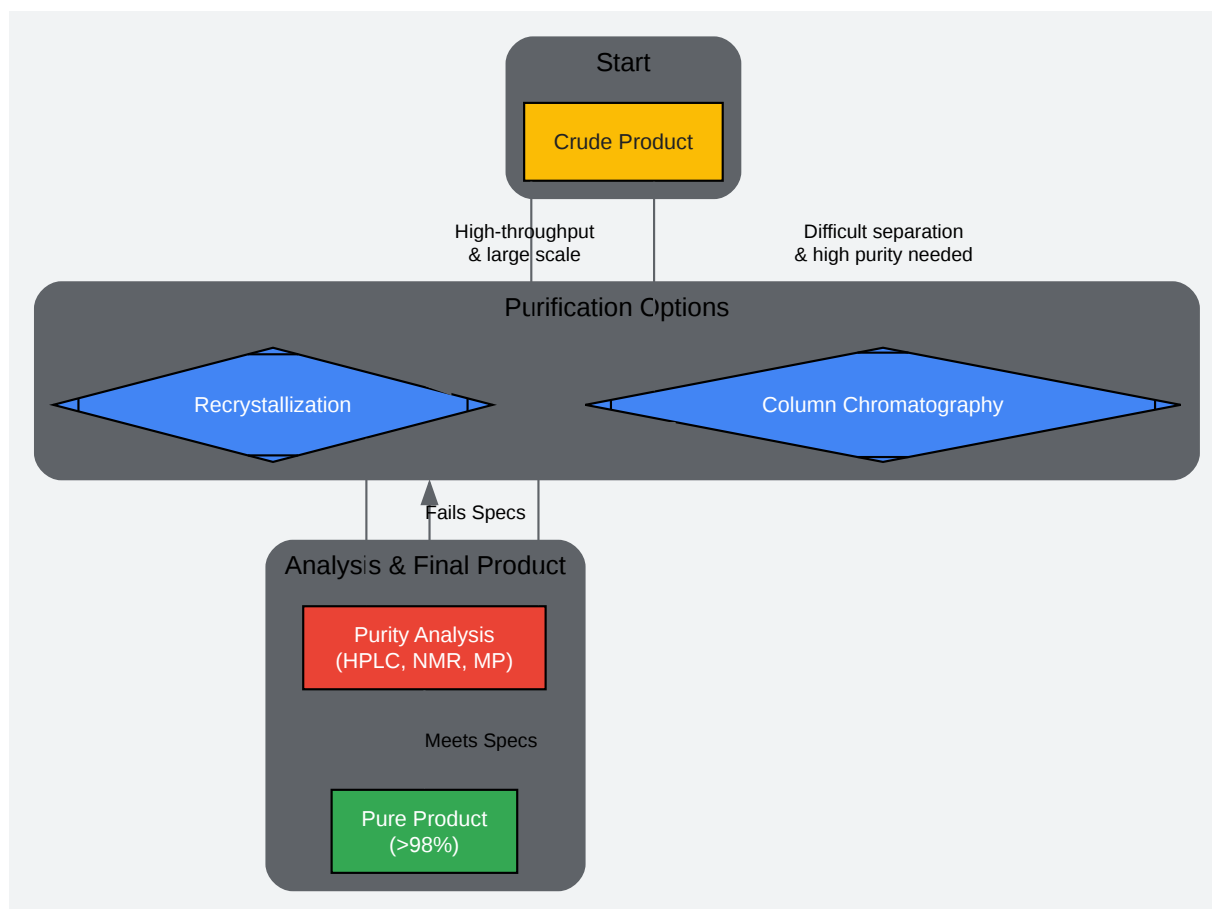 Start
Crude Product
High-throughput
& large scale
Difficult separation
& high purity needed
Purification Options
Recrystallization
Column Chromatography
Fails Specs
Analysis & Final Product
Purity Analysis
(HPLC, NMR, MP)
Meets Specs
Pure Product
(>98%)